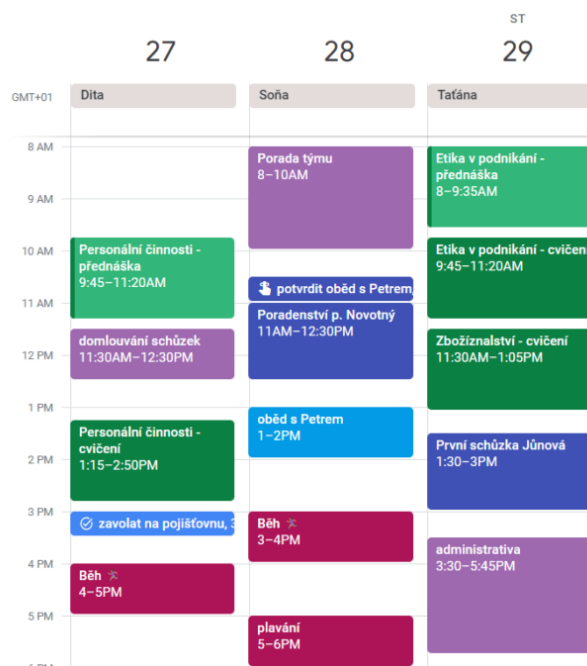 ST
27
28
29
GMT+01
Dita
Soňa
Taťána
8 AM
9 AM
10 AM
11 AM
12 PM
1 PM
2 PM
3 PM
4 PM
5 PM
Personální činnosti -
přednáška
9:45–11:20AM
domlouvání schůzek
11:30AM–12:30PM
Personální činnosti -
cvičení
1:15–2:50PM
zavolat na pojišťovnu, 3
Běh
4–5PM
Porada týmu
8–10AM
potvrdit oběd s Petrem,
Poradenství p. Novotný
11AM–12:30PM
oběd s Petrem
1–2PM
Běh
3–4PM
plavání
5–6PM
Etika v podnikání -
přednáška
8–9:35AM
Etika v podnikání - cvičení
9:45–11:20AM
Zbožíznalství - cvičení
11:30AM–1:05PM
První schůzka Jůnová
1:30–3PM
administrativa
3:30–5:45PM